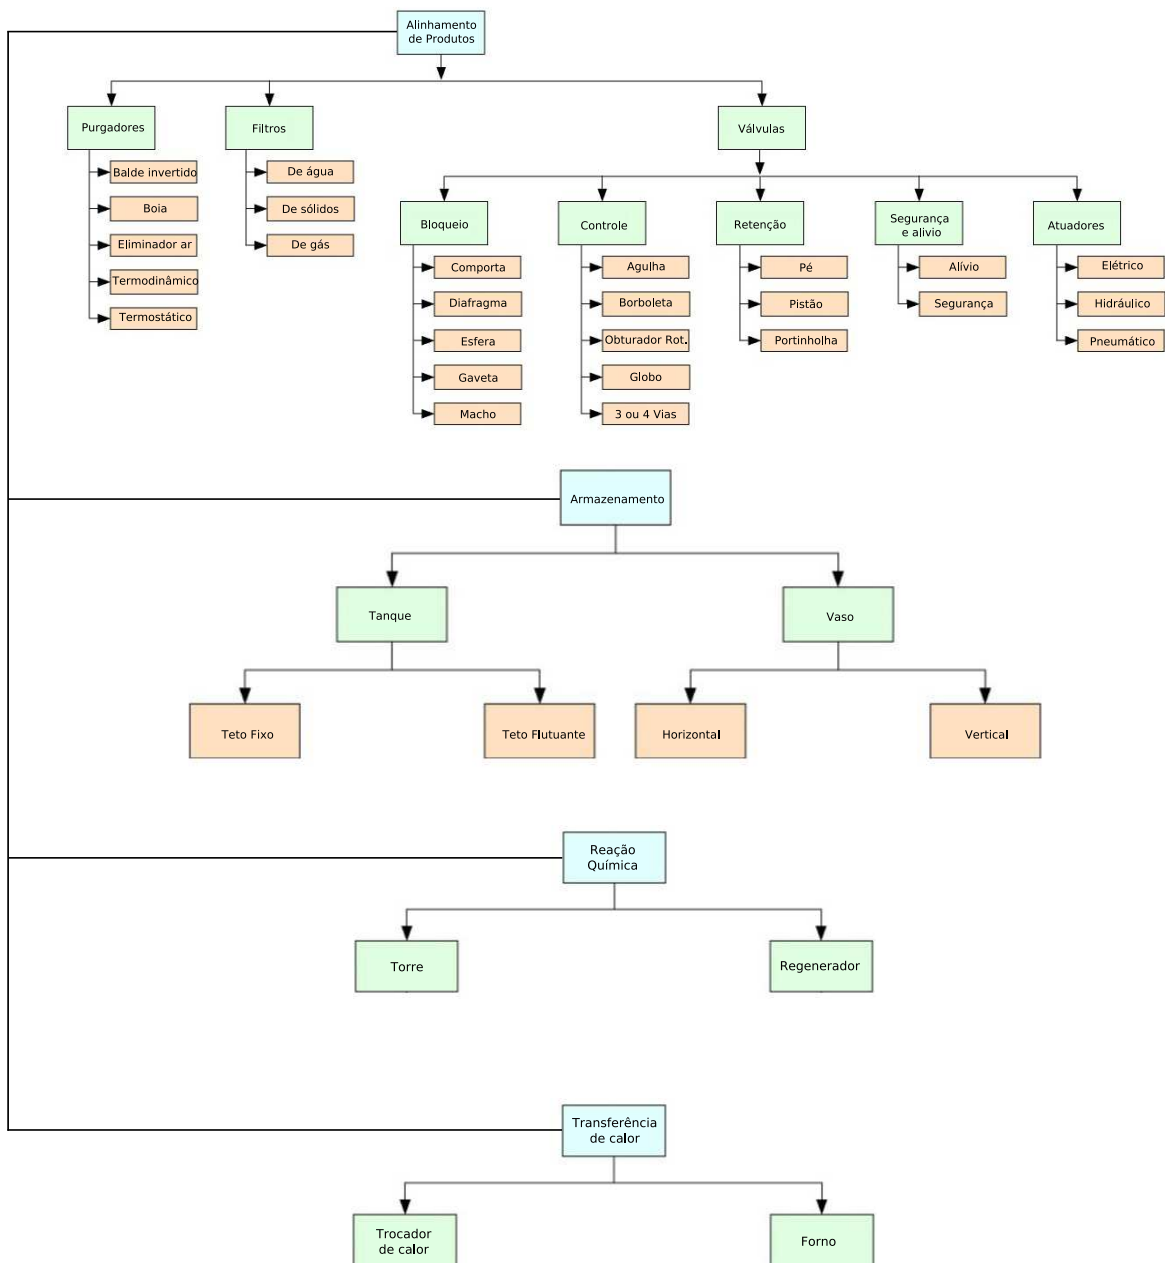 Alinhamento
de Produtos
Purgadores
Filtros
Válvulas
Balde invertido
Boia
Eliminador ar
Termodinâmico
Termostático
De água
De sólidos
De gás
Bloqueio
Controle
Retenção
Segurança
e alivio
Atuadores
Comporta
Diafragma
Esfera
Gaveta
Macho
Agulha
Borboleta
Obturador Rot.
Globo
3 ou 4 Vias
Pé
Pistão
Portinholha
Alívio
Segurança
Elétrico
Hidráulico
Pneumático
Armazenamento
Tanque
Vaso
Teto Fixo
Teto Flutuante
Horizontal
Vertical
Reação
Química
Torre
Regenerador
Transferência
de calor
Trocador
de calor
Forno